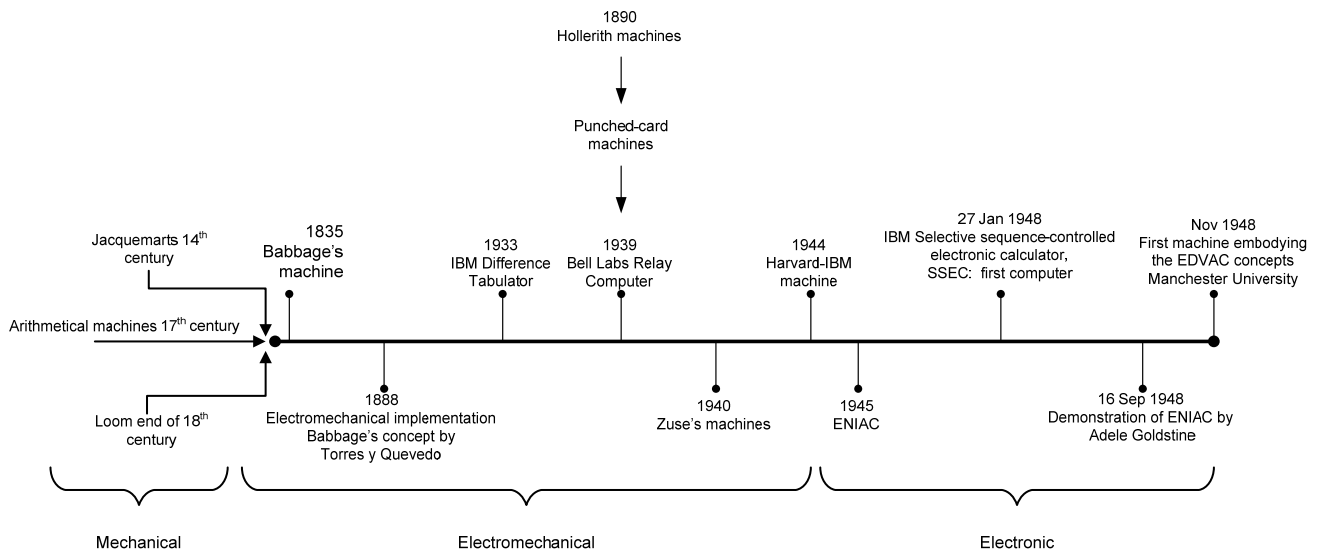 1890
Hollerith machines
Punched-card
machines
Jacquemarts 14th
century
Arithmetical machines 17th century
Loom end of 18th
century
1835
Babbage's
machine
1888
Electromechanical implementation
Babbage's concept by
Torres y Quevedo
1933
IBM Difference
Tabulator
1939
Bell Labs Relay
Computer
1940
Zuse's machines
1944
Harvard-IBM
machine
1945
ENIAC
27 Jan 1948
IBM Selective sequence-controlled
electronic calculator,
SSEC: first computer
16 Sep 1948
Demonstration of ENIAC by
Adele Goldstine
Nov 1948
First machine embodying
the EDVAC concepts
Manchester University
Mechanical
Electromechanical
Electronic